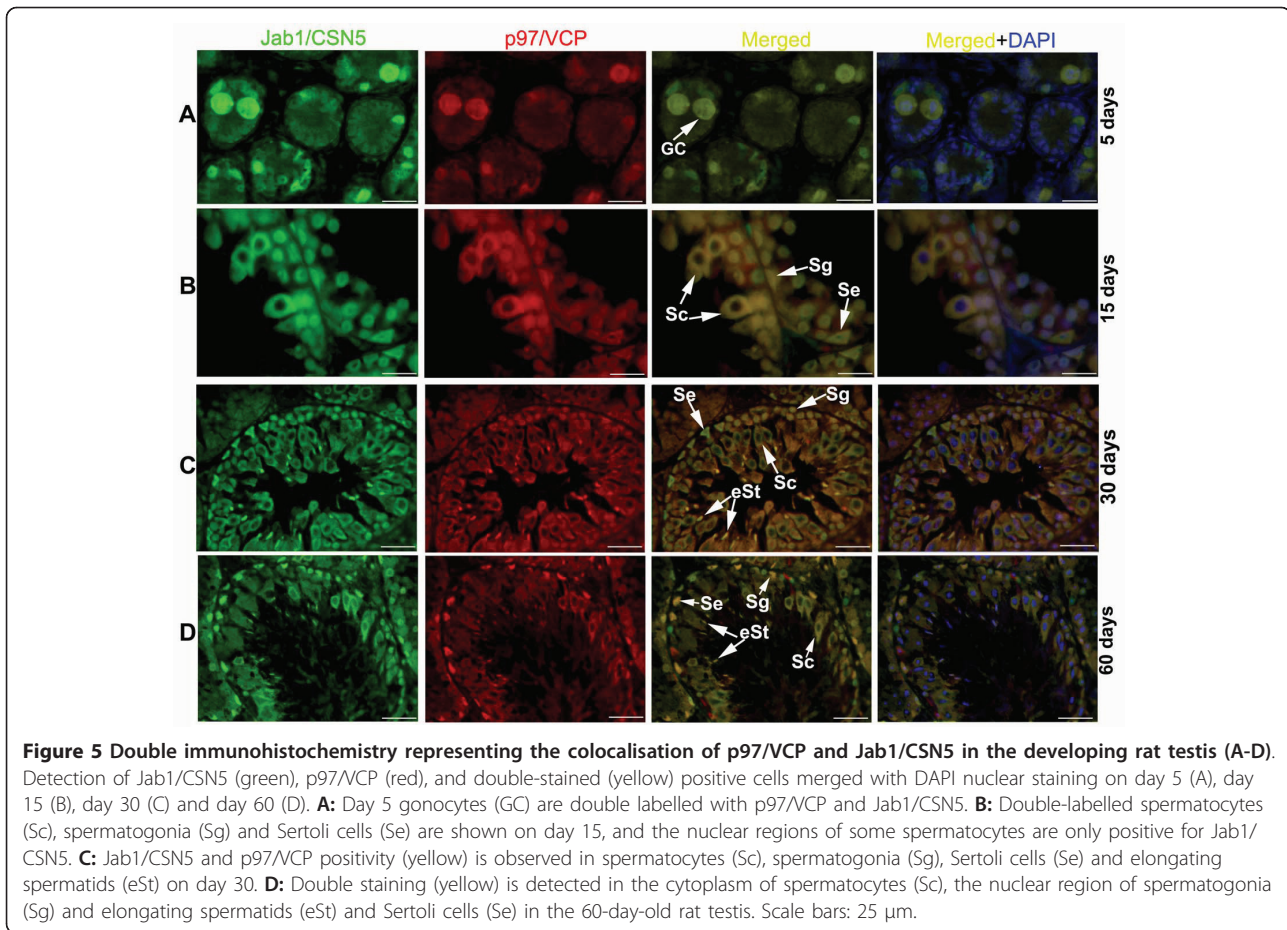 Jab1/CSN5 p97/VCP Merged Merged+DAPI
A GC 5 days
B Sg Se Sc 15 days
C Se Sg Sc eSt 30 days
D Se Sg eSt Sc 60 days
Figure 5 Double immunohistochemistry representing the colocalisation of p97/VCP and Jab1/CSN5 in the developing rat testis (A-D).
Detection of Jab1/CSN5 (green), p97/VCP (red), and double-stained (yellow) positive cells merged with DAPI nuclear staining on day 5 (A), day
15 (B), day 30 (C) and day 60 (D). A: Day 5 gonocytes (GC) are double labelled with p97/VCP and Jab1/CSN5. B: Double-labelled spermatocytes
(Sc), spermatogonia (Sg) and Sertoli cells (Se) are shown on day 15, and the nuclear regions of some spermatocytes are only positive for Jab1/
CSN5. C: Jab1/CSN5 and p97/VCP positivity (yellow) is observed in spermatocytes (Sc), spermatogonia (Sg), Sertoli cells (Se) and elongating
spermatids (eSt) on day 30. D: Double staining (yellow) is detected in the cytoplasm of spermatocytes (Sc), the nuclear region of spermatogonia
(Sg) and elongating spermatids (eSt) and Sertoli cells (Se) in the 60-day-old rat testis. Scale bars: 25 μm.